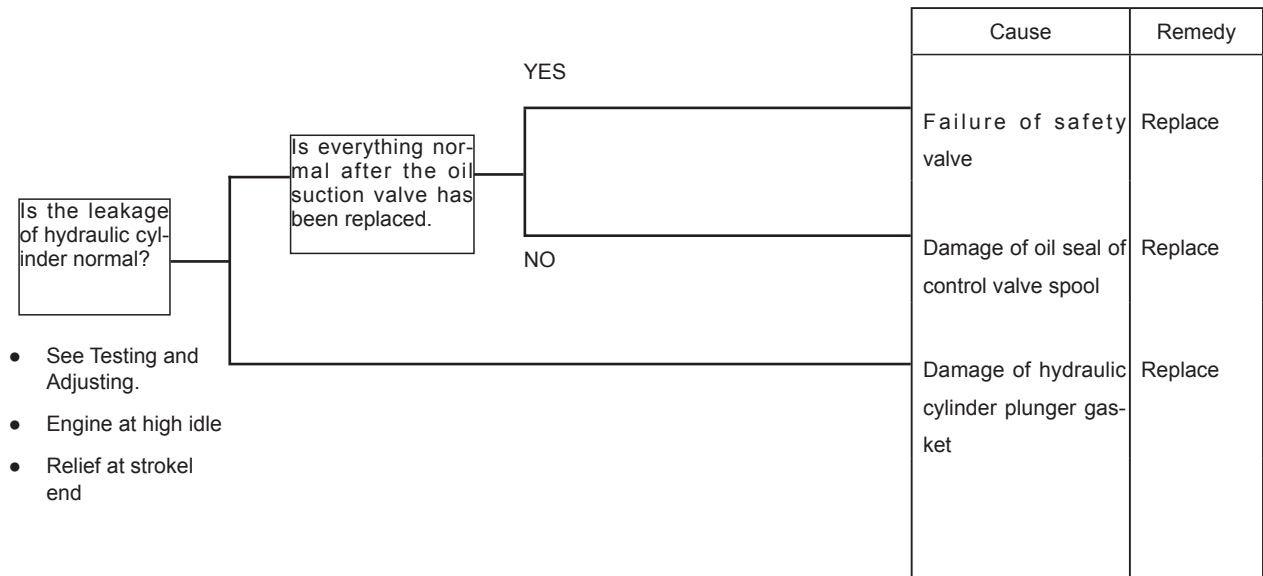 Cause
Remedy
YES
Failure of safety
valve
Replace
Is everything nor-
mal after the oil
suction valve has
been replaced.
Is the leakage
of hydraulic cyl-
inder normal?
NO
Damage of oil seal of
control valve spool
Replace
● See Testing and
Adjusting.
● Engine at high idle
● Relief at strokel
end
Damage of hydraulic
cylinder plunger gas-
ket
Replace